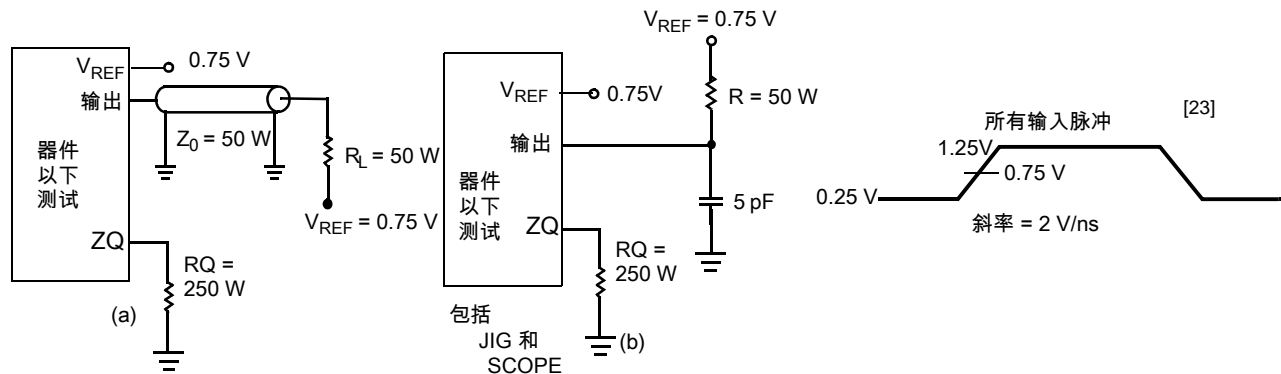 V_REF
0.75 V
输出
Z₀ = 50 W
器件
以下
测试
R_L = 50 W
V_REF = 0.75 V
ZQ
RQ =
250 W
(a)
V_REF = 0.75 V
V_REF
0.75V
R = 50 W
输出
器件
以下
测试
5 pF
ZQ
RQ =
250 W
包括
JIG 和
SCOPE
(b)
[23]
所有输入脉冲
1.25V
0.75 V
0.25 V
斜率 = 2 V/ns